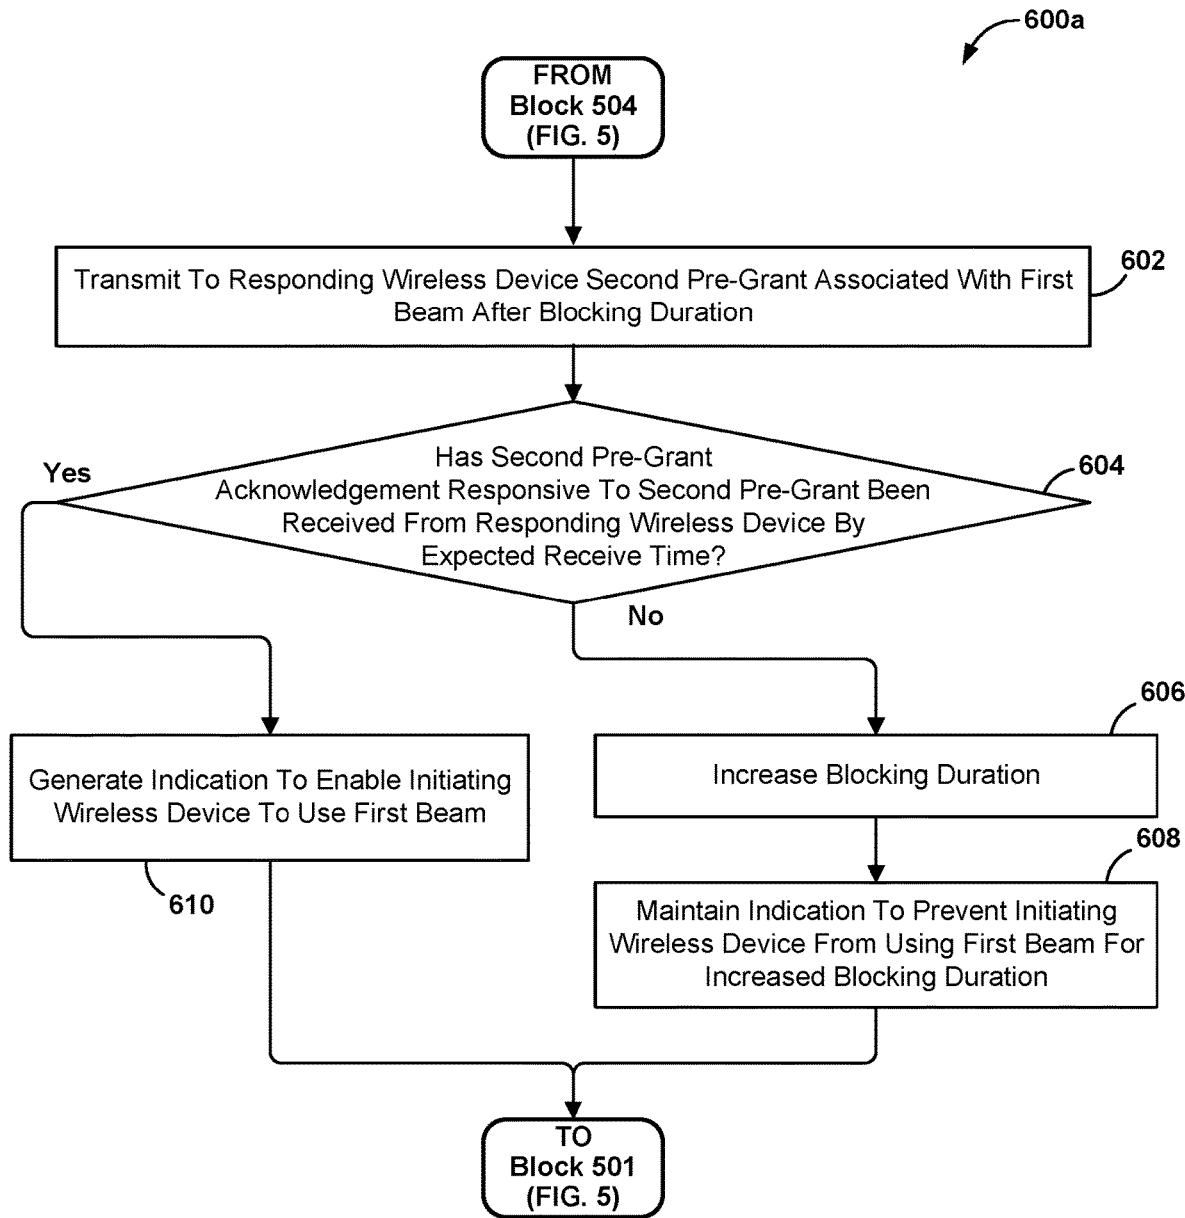 600a
FROM
Block 504
(FIG. 5)
Transmit To Responding Wireless Device Second Pre-Grant Associated With First
Beam After Blocking Duration
602
Has Second Pre-Grant
Acknowledgement Responsive To Second Pre-Grant Been
Received From Responding Wireless Device By
Expected Receive Time?
604
Yes
No
606
Increase Blocking Duration
Generate Indication To Enable Initiating
Wireless Device To Use First Beam
610
608
Maintain Indication To Prevent Initiating
Wireless Device From Using First Beam For
Increased Blocking Duration
TO
Block 501
(FIG. 5)